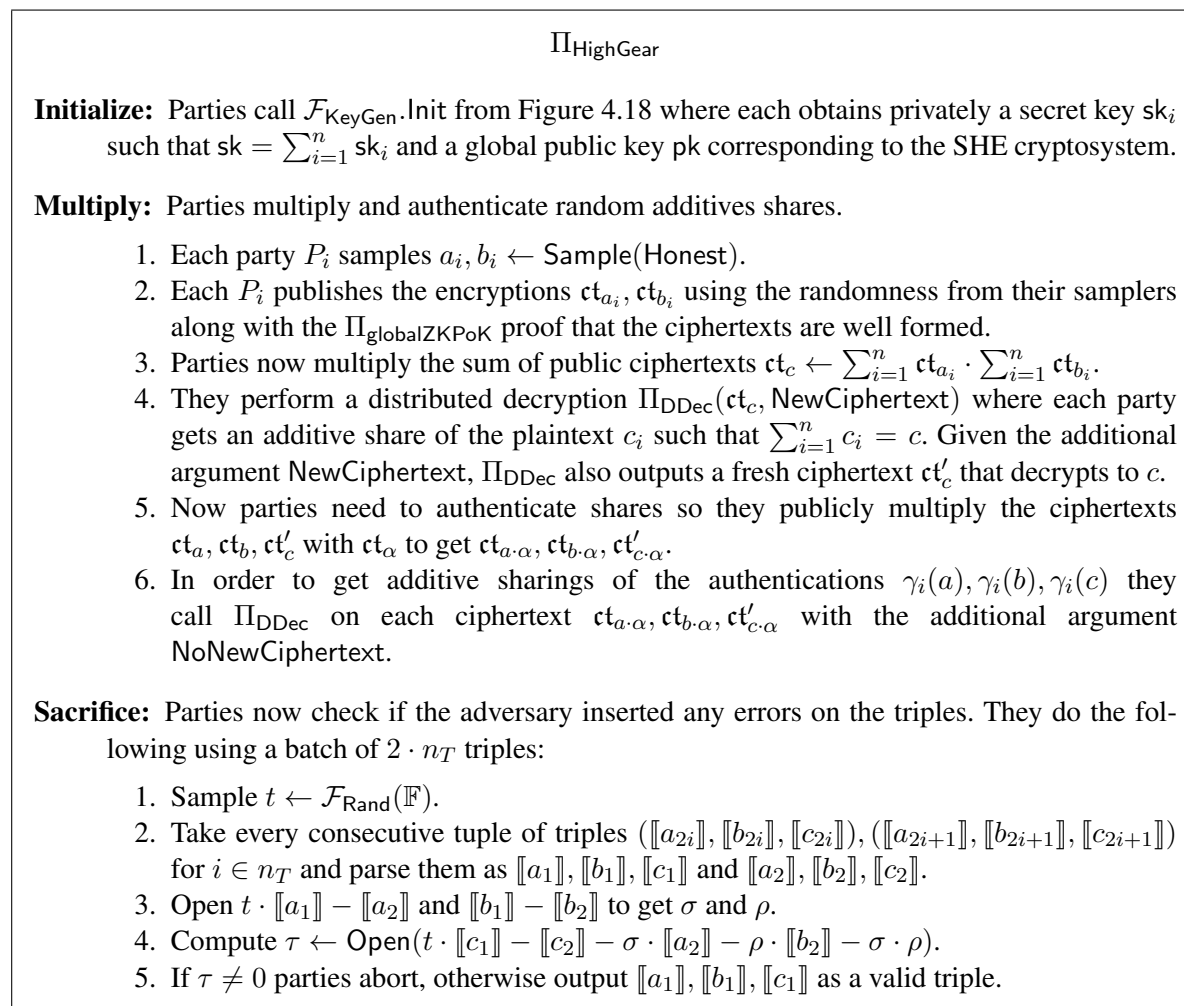 Π_HighGear
Initialize: Parties call ℱ_KeyGen.Init from Figure 4.18 where each obtains privately a secret key sk_i
such that sk = ∑_{i=1}^n sk_i and a global public key pk corresponding to the SHE cryptosystem.
Multiply: Parties multiply and authenticate random additives shares.
1. Each party P_i samples a_i, b_i ← Sample(Honest).
2. Each P_i publishes the encryptions 𝔠𝔱_{a_i}, 𝔠𝔱_{b_i} using the randomness from their samplers
along with the Π_globalZKPoK proof that the ciphertexts are well formed.
3. Parties now multiply the sum of public ciphertexts 𝔠𝔱_c ← ∑_{i=1}^n 𝔠𝔱_{a_i} · ∑_{i=1}^n 𝔠𝔱_{b_i}.
4. They perform a distributed decryption Π_DDec(𝔠𝔱_c, NewCiphertext) where each party
gets an additive share of the plaintext c_i such that ∑_{i=1}^n c_i = c. Given the additional
argument NewCiphertext, Π_DDec also outputs a fresh ciphertext 𝔠𝔱′_c that decrypts to c.
5. Now parties need to authenticate shares so they publicly multiply the ciphertexts
𝔠𝔱_a, 𝔠𝔱_b, 𝔠𝔱′_c with 𝔠𝔱_α to get 𝔠𝔱_{a·α}, 𝔠𝔱_{b·α}, 𝔠𝔱′_{c·α}.
6. In order to get additive sharings of the authentications γ_i(a), γ_i(b), γ_i(c) they
call Π_DDec on each ciphertext 𝔠𝔱_{a·α}, 𝔠𝔱_{b·α}, 𝔠𝔱′_{c·α} with the additional argument
NoNewCiphertext.
Sacrifice: Parties now check if the adversary inserted any errors on the triples. They do the fol-
lowing using a batch of 2 · n_T triples:
1. Sample t ← ℱ_Rand(𝔽).
2. Take every consecutive tuple of triples (⟦a_{2i}⟧, ⟦b_{2i}⟧, ⟦c_{2i}⟧), (⟦a_{2i+1}⟧, ⟦b_{2i+1}⟧, ⟦c_{2i+1}⟧)
for i ∈ n_T and parse them as ⟦a_1⟧, ⟦b_1⟧, ⟦c_1⟧ and ⟦a_2⟧, ⟦b_2⟧, ⟦c_2⟧.
3. Open t · ⟦a_1⟧ − ⟦a_2⟧ and ⟦b_1⟧ − ⟦b_2⟧ to get σ and ρ.
4. Compute τ ← Open(t · ⟦c_1⟧ − ⟦c_2⟧ − σ · ⟦a_2⟧ − ρ · ⟦b_2⟧ − σ · ρ).
5. If τ ≠ 0 parties abort, otherwise output ⟦a_1⟧, ⟦b_1⟧, ⟦c_1⟧ as a valid triple.